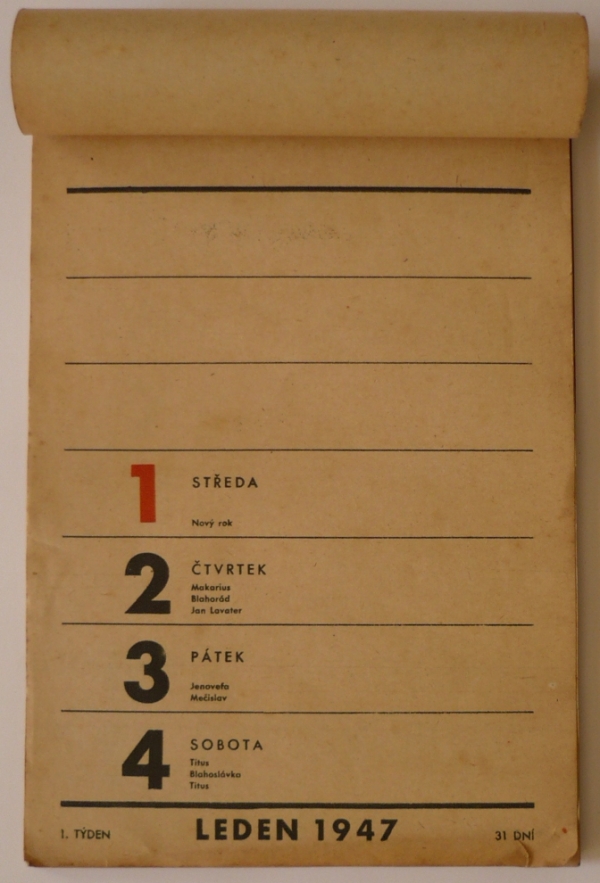 1 STŘEDA
Nový rok
2 ČTVRTEK
Makarius
Blahorád
Jan Lavater
3 PÁTEK
Jenovefa
Mečislav
4 SOBOTA
Titus
Blahoslávka
Titus
1. TÝDEN LEDEN 1947 31 DNÍ